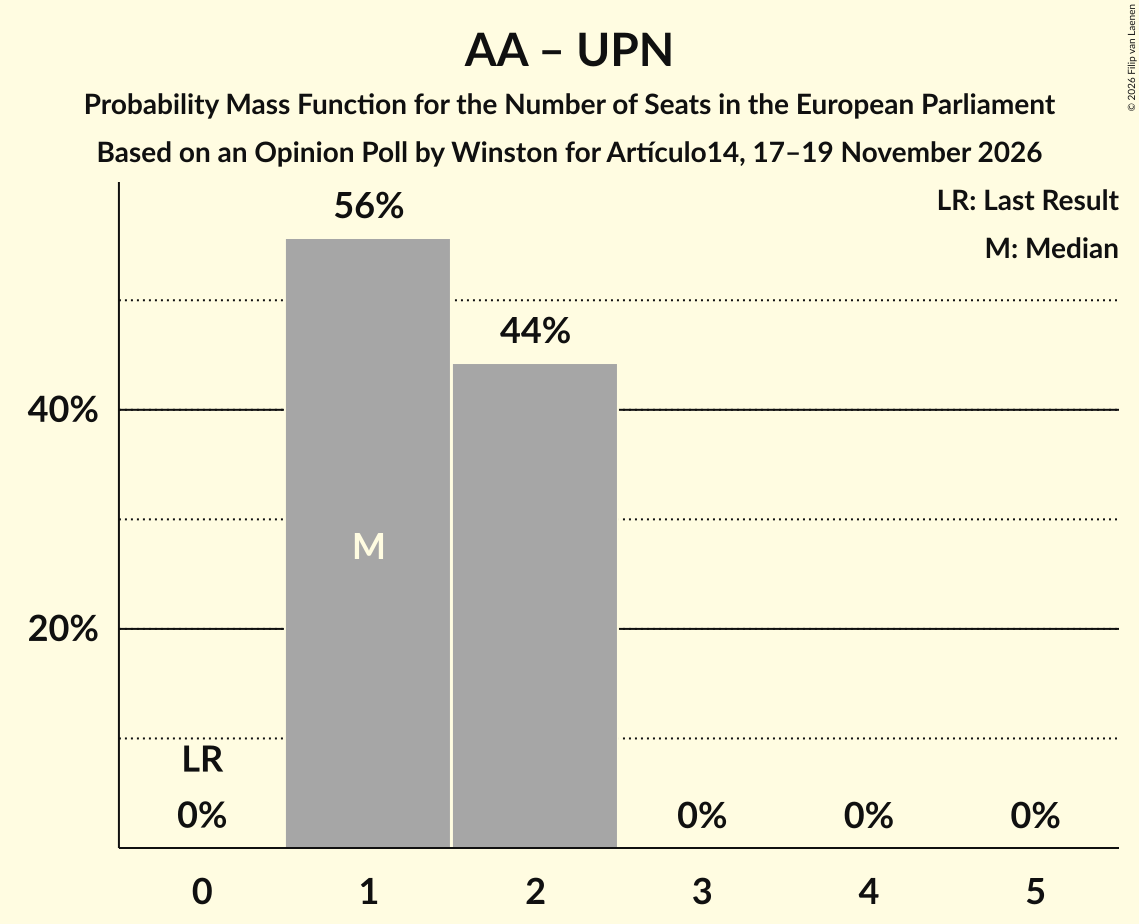 AA – UPN
Probability Mass Function for the Number of Seats in the European Parliament
Based on an Opinion Poll by Winston for Artículo14, 17–19 November 2026
© 2026 Filip van Laenen
LR: Last Result
M: Median
56%
44%
40%
20%
M
LR
0%
0%
0%
0%
0
1
2
3
4
5